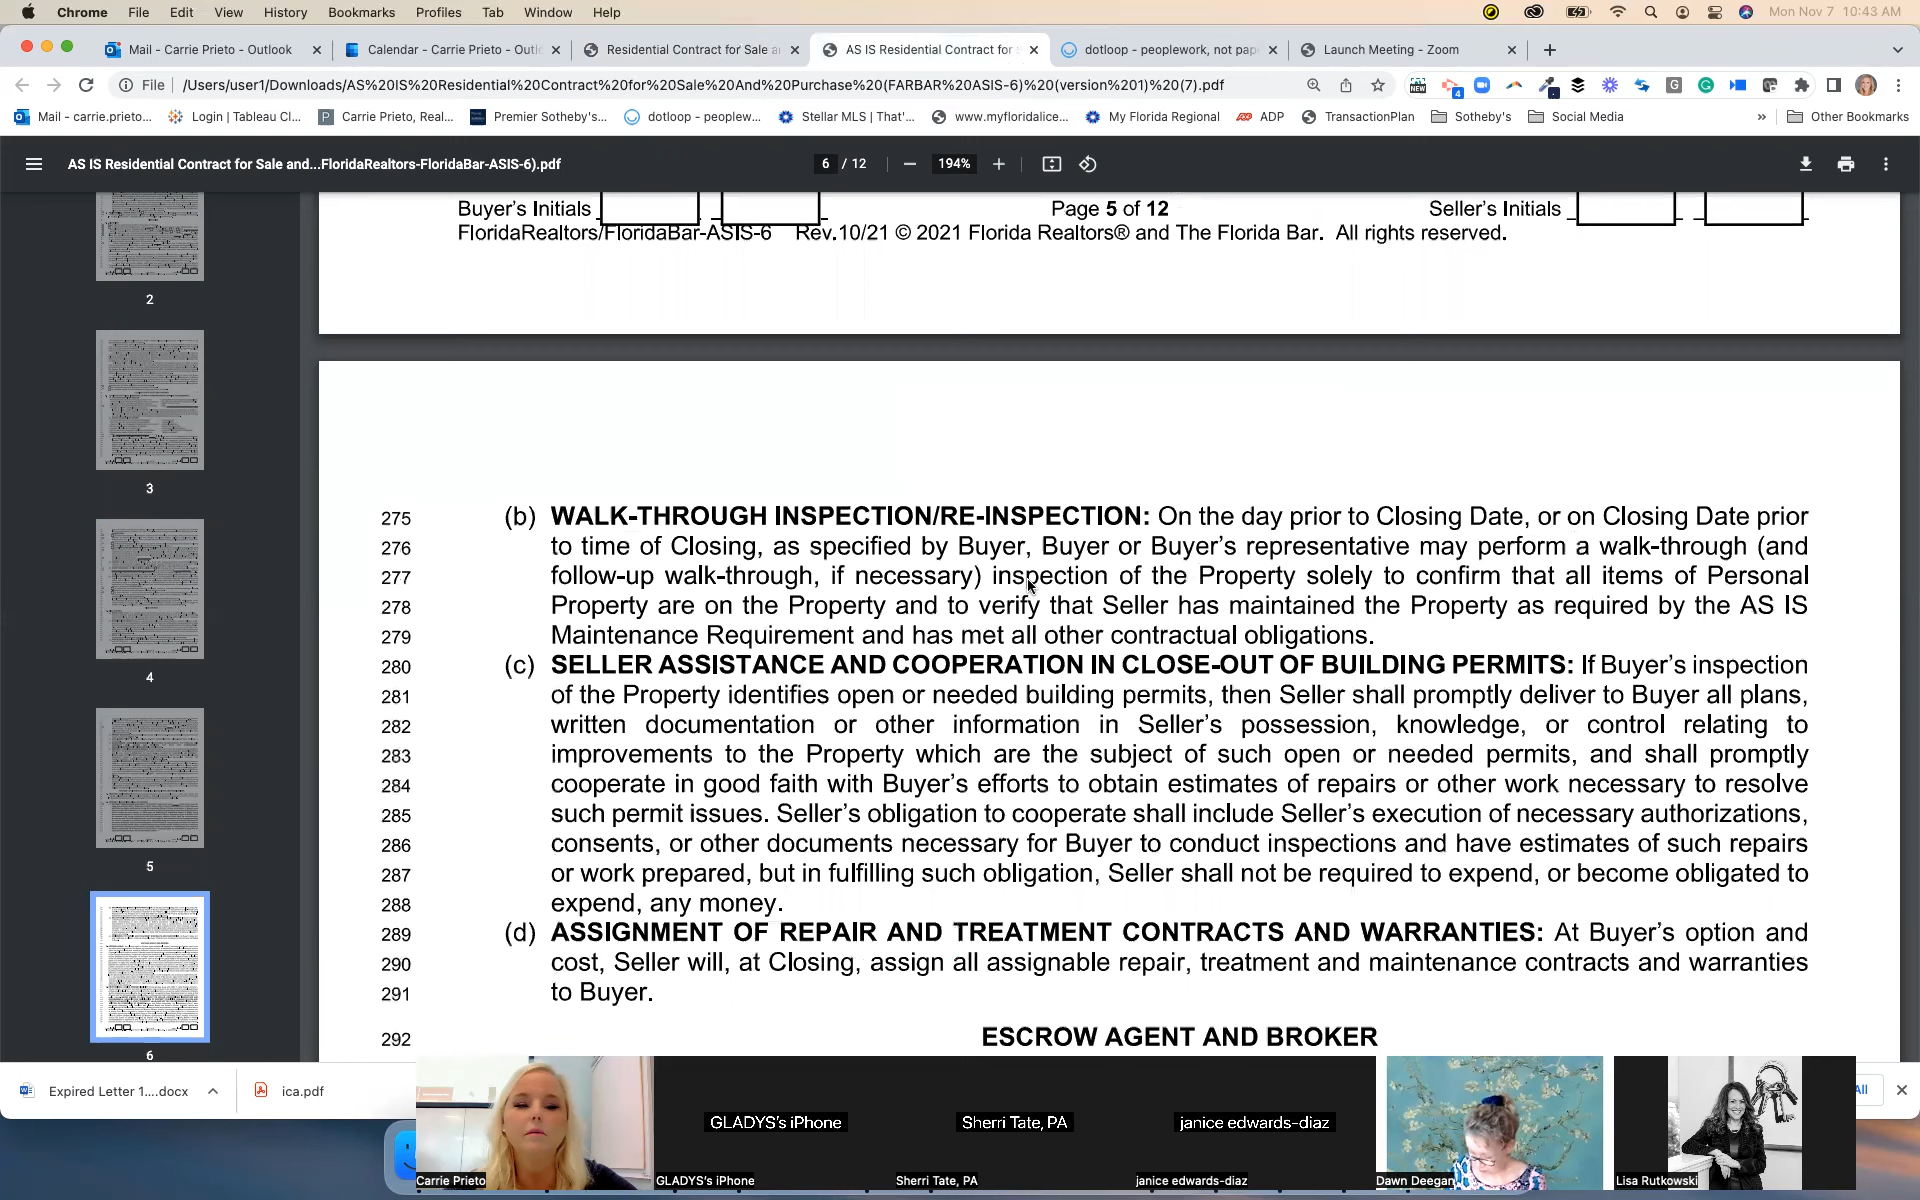 Chrome File Edit View History Bookmarks Profiles Tab Window Help Mon Nov 7 10:43 AM
Mail - Carrie Prieto - Outlook Calendar - Carrie Prieto - Outl Residential Contract for Sale a AS IS Residential Contract for dotloop - peoplework, not pap Launch Meeting - Zoom
File /Users/user1/Downloads/AS%20IS%20Residential%20Contract%20for%20Sale%20And%20Purchase%20(FARBAR%20ASIS-6)%20(version%201)%20(7).pdf
Mail - carrie.prieto... Login | Tableau Cl... Carrie Prieto, Real... Premier Sotheby's... dotloop - peoplew... Stellar MLS | That'... www.myfloridalice... My Florida Regional ADP TransactionPlan Sotheby's Social Media » Other Bookmarks
AS IS Residential Contract for Sale and...FloridaRealtors-FloridaBar-ASIS-6).pdf 6 / 12 194%
2
3
4
5
6
Buyer's Initials Page 5 of 12 Seller's Initials
FloridaRealtors/FloridaBar-ASIS-6 Rev.10/21 © 2021 Florida Realtors® and The Florida Bar. All rights reserved.
275 (b) WALK-THROUGH INSPECTION/RE-INSPECTION: On the day prior to Closing Date, or on Closing Date prior
276 to time of Closing, as specified by Buyer, Buyer or Buyer's representative may perform a walk-through (and
277 follow-up walk-through, if necessary) inspection of the Property solely to confirm that all items of Personal
278 Property are on the Property and to verify that Seller has maintained the Property as required by the AS IS
279 Maintenance Requirement and has met all other contractual obligations.
280 (c) SELLER ASSISTANCE AND COOPERATION IN CLOSE-OUT OF BUILDING PERMITS: If Buyer's inspection
281 of the Property identifies open or needed building permits, then Seller shall promptly deliver to Buyer all plans,
282 written documentation or other information in Seller's possession, knowledge, or control relating to
283 improvements to the Property which are the subject of such open or needed permits, and shall promptly
284 cooperate in good faith with Buyer's efforts to obtain estimates of repairs or other work necessary to resolve
285 such permit issues. Seller's obligation to cooperate shall include Seller's execution of necessary authorizations,
286 consents, or other documents necessary for Buyer to conduct inspections and have estimates of such repairs
287 or work prepared, but in fulfilling such obligation, Seller shall not be required to expend, or become obligated to
288 expend, any money.
289 (d) ASSIGNMENT OF REPAIR AND TREATMENT CONTRACTS AND WARRANTIES: At Buyer's option and
290 cost, Seller will, at Closing, assign all assignable repair, treatment and maintenance contracts and warranties
291 to Buyer.
292 ESCROW AGENT AND BROKER
Expired Letter 1....docx ica.pdf All
GLADYS's iPhone Sherri Tate, PA janice edwards-diaz
Carrie Prieto GLADYS's iPhone Sherri Tate, PA janice edwards-diaz Dawn Deegan Lisa Rutkowski